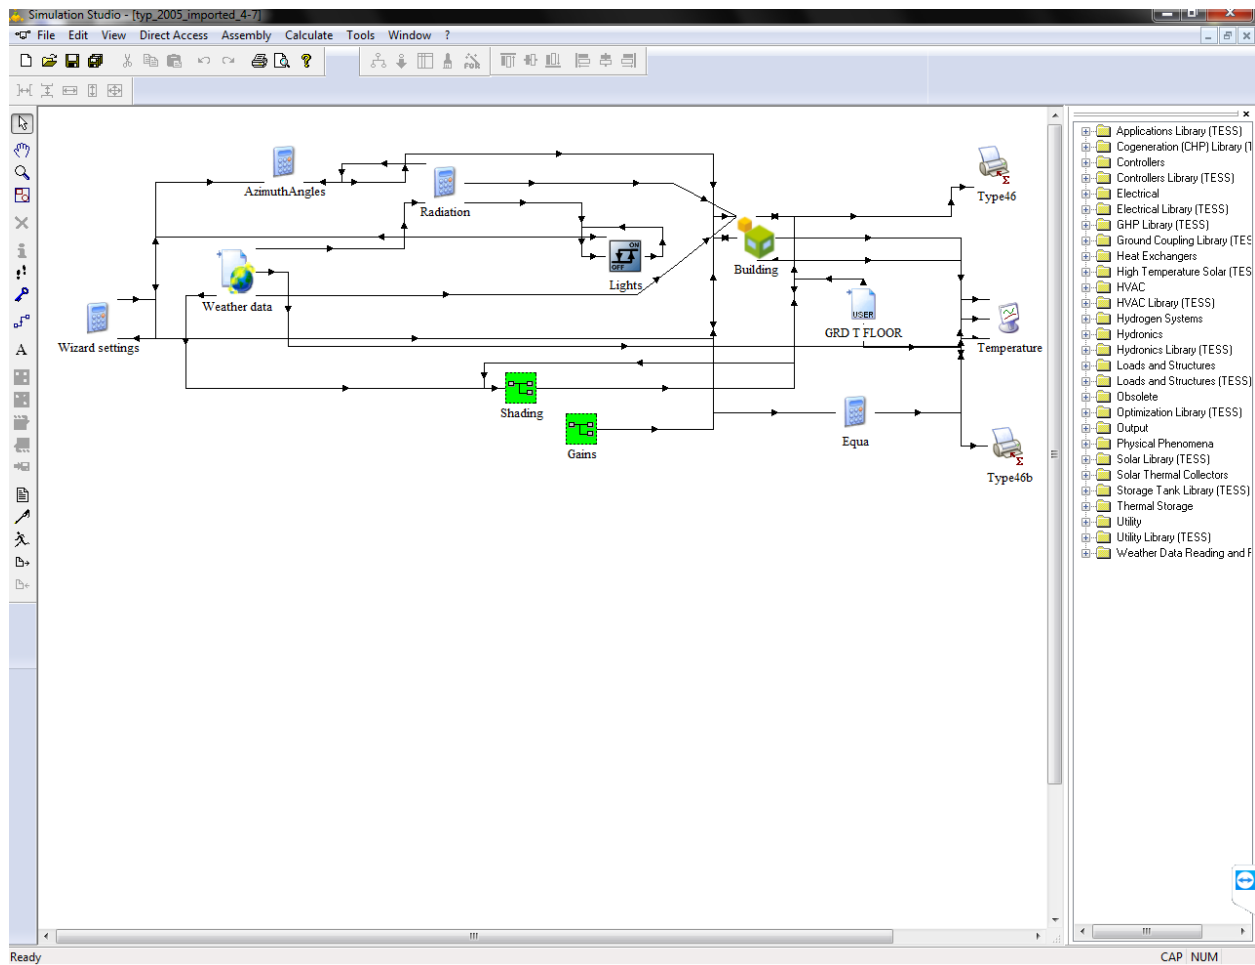 Simulation Studio - [typ_2005_imported_4-7]
File Edit View Direct Access Assembly Calculate Tools Window ?
AzimuthAngles
Radiation
Type46
ON
OFF
Lights
Building
Weather data
USER
GRD T FLOOR
Wizard settings
Temperature
Shading
Gains
Equa
Type46b
Applications Library (TESS)
Cogeneration (CHP) Library (T
Controllers
Controllers Library (TESS)
Electrical
Electrical Library (TESS)
GHP Library (TESS)
Ground Coupling Library (TES
Heat Exchangers
High Temperature Solar (TES
HVAC
HVAC Library (TESS)
Hydrogen Systems
Hydronics
Hydronics Library (TESS)
Loads and Structures
Loads and Structures (TESS)
Obsolete
Optimization Library (TESS)
Output
Physical Phenomena
Solar Library (TESS)
Solar Thermal Collectors
Storage Tank Library (TESS)
Thermal Storage
Utility
Utility Library (TESS)
Weather Data Reading and F
Ready
CAP NUM